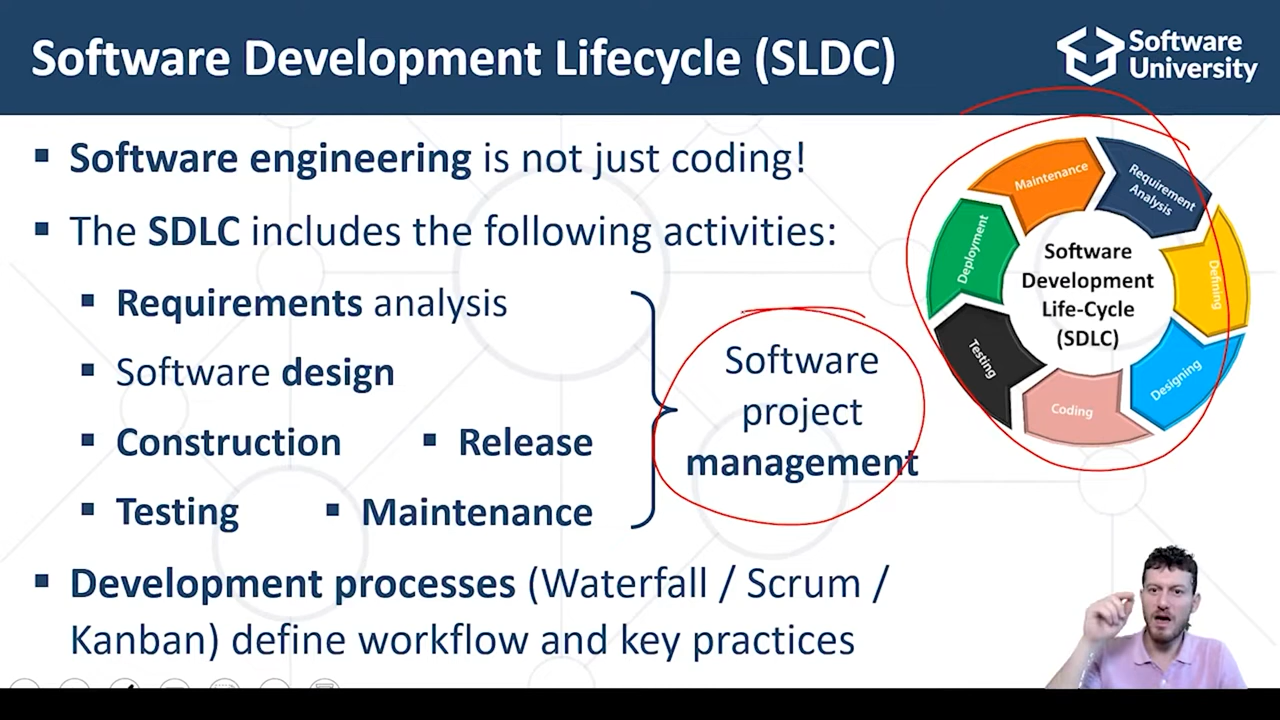 Software Development Lifecycle (SLDC)
Software
University
Software engineering is not just coding!
The SDLC includes the following activities:
Requirements analysis
Software design
Construction
Release
Testing
Maintenance
Software
project
management
Development processes (Waterfall / Scrum /
Kanban) define workflow and key practices
Maintenance
Requirement
Analysis
Defining
Designing
Coding
Testing
Deployment
Software
Development
Life-Cycle
(SDLC)